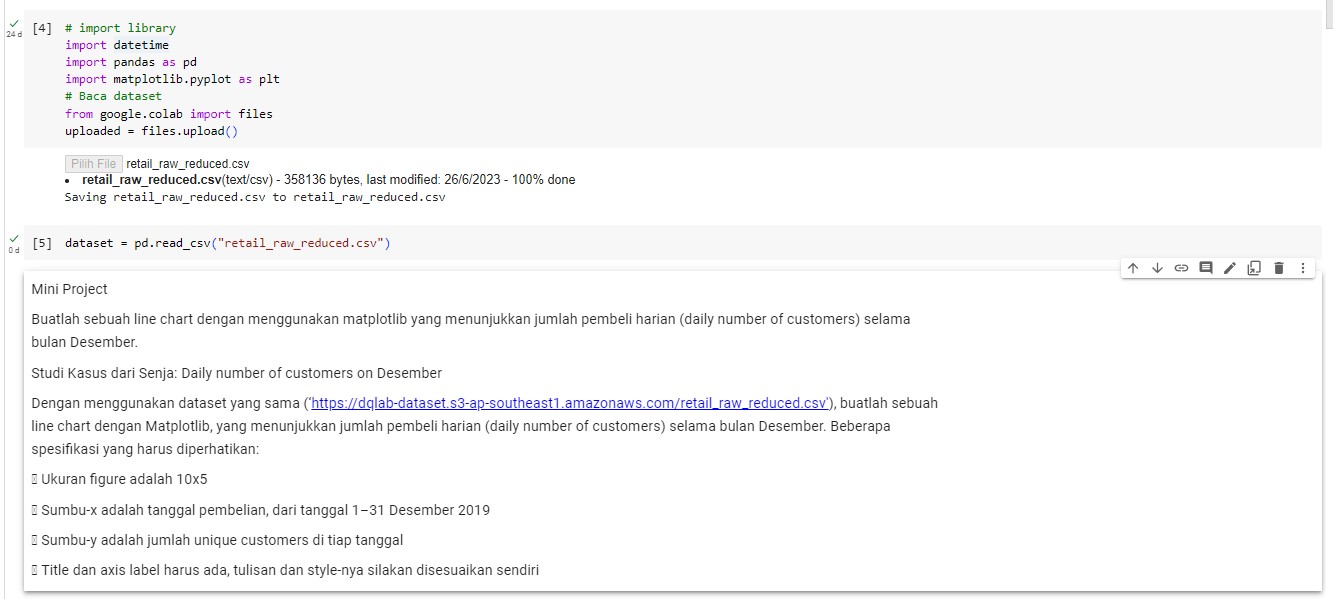 [4] # import library
24 d
import datetime
import pandas as pd
import matplotlib.pyplot as plt
# Baca dataset
from google.colab import files
uploaded = files.upload()
Pilih File retail_raw_reduced.csv
• retail_raw_reduced.csv(text/csv) - 358136 bytes, last modified: 26/6/2023 - 100% done
Saving retail_raw_reduced.csv to retail_raw_reduced.csv
[5] dataset = pd.read_csv("retail_raw_reduced.csv")
0 d
Mini Project
Buatlah sebuah line chart dengan menggunakan matplotlib yang menunjukkan jumlah pembeli harian (daily number of customers) selama
bulan Desember.
Studi Kasus dari Senja: Daily number of customers on Desember
Dengan menggunakan dataset yang sama ('https://dqlab-dataset.s3-ap-southeast1.amazonaws.com/retail_raw_reduced.csv'), buatlah sebuah
line chart dengan Matplotlib, yang menunjukkan jumlah pembeli harian (daily number of customers) selama bulan Desember. Beberapa
spesifikasi yang harus diperhatikan:
Ukuran figure adalah 10x5
Sumbu-x adalah tanggal pembelian, dari tanggal 1–31 Desember 2019
Sumbu-y adalah jumlah unique customers di tiap tanggal
Title dan axis label harus ada, tulisan dan style-nya silakan disesuaikan sendiri